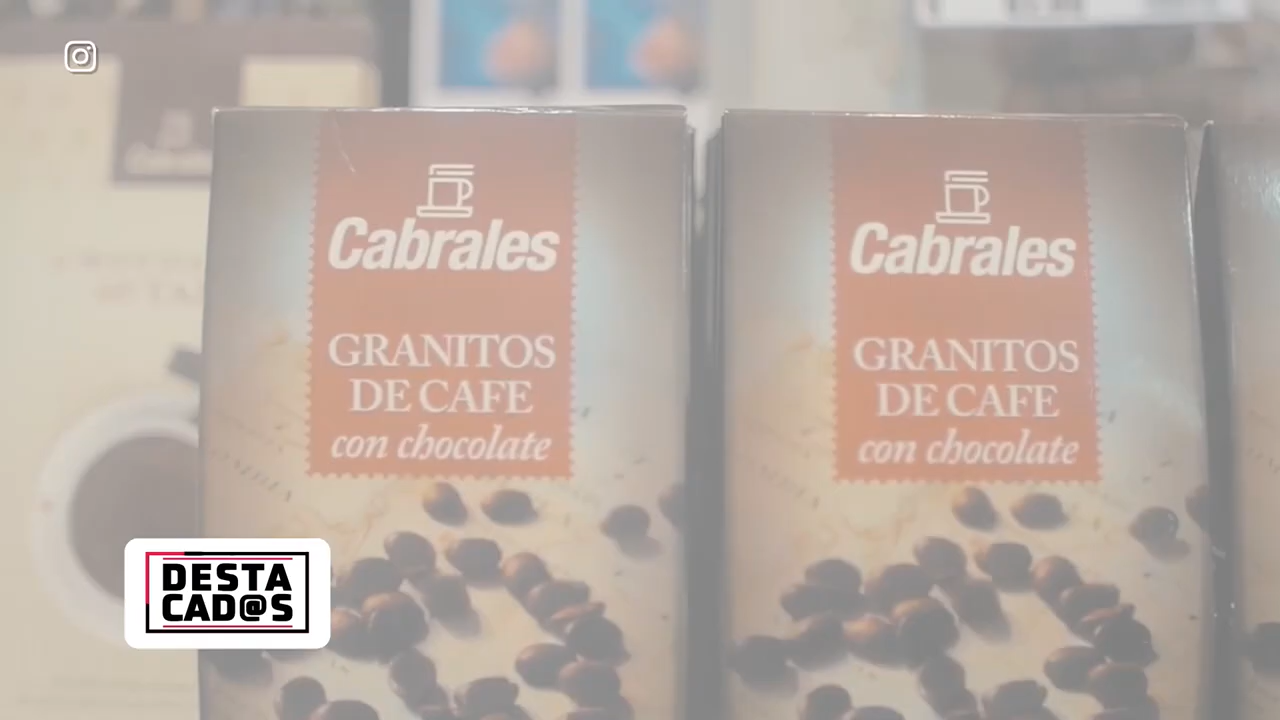 Cabrales
GRANITOS
DE CAFE
con chocolate
Cabrales
GRANITOS
DE CAFE
con chocolate
DESTA
CAD@S